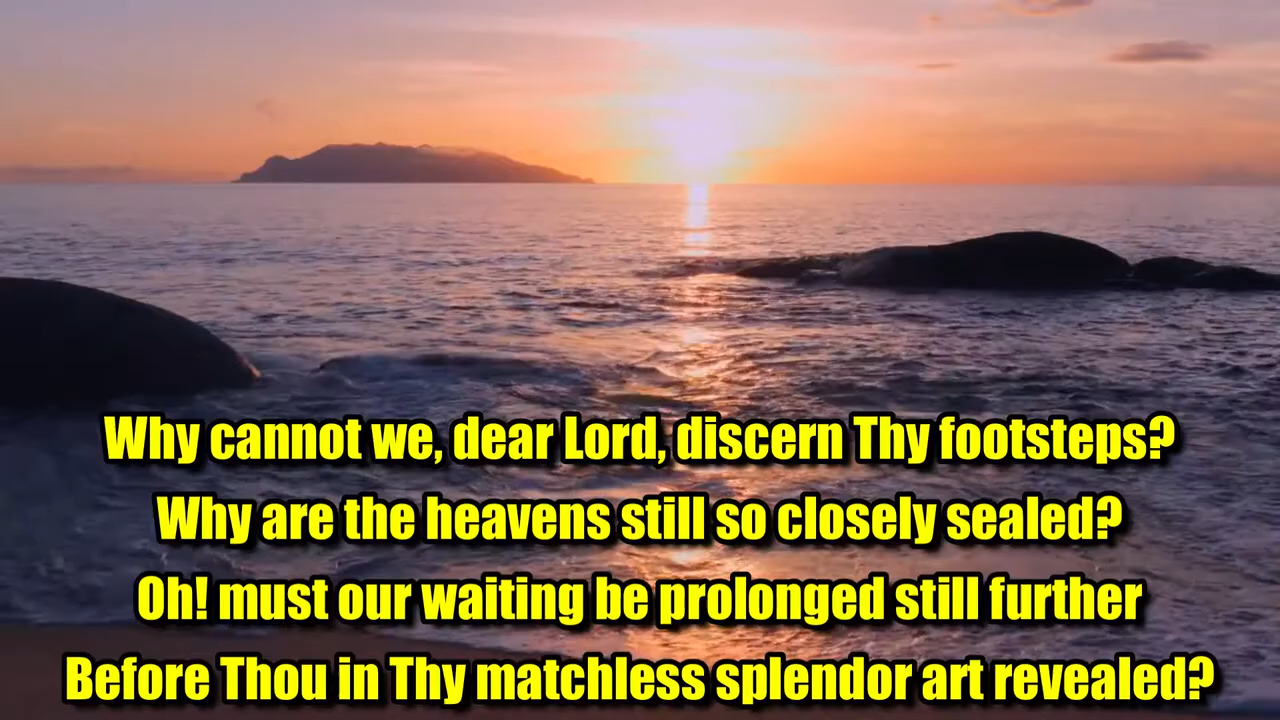 Why cannot we, dear Lord, discern Thy footsteps?
Why are the heavens still so closely sealed?
Oh! must our waiting be prolonged still further
Before Thou in Thy matchless splendor art revealed?